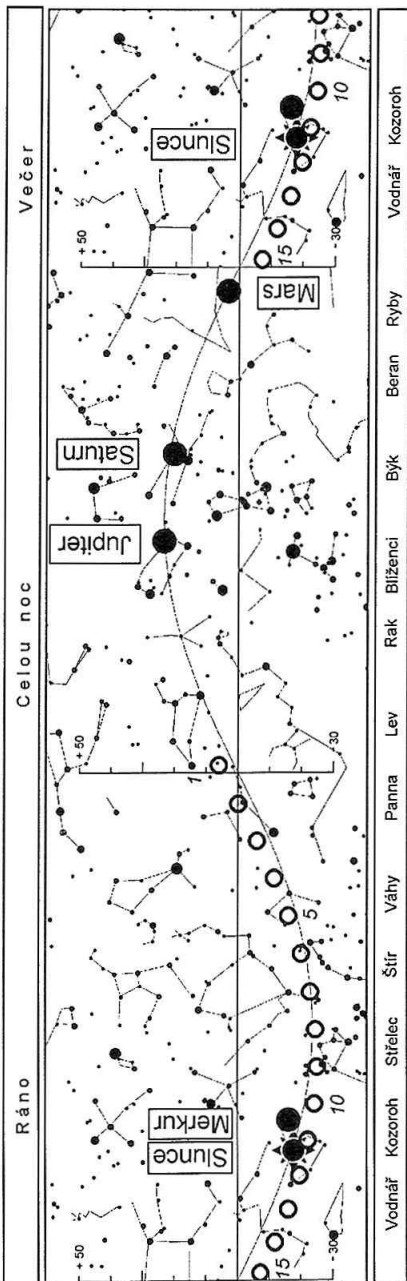 Ráno Celou noc Večer
+50 +50 +50
Slunce
Merkur
Jupiter
Saturn
Slunce
Mars
1
5
10
15
10
15
-30 30 -30
Vodnář Kozoroh Střelec Štír Váhy Panna Lev Rak Blíženci Býk Beran Ryby Vodnář Kozoroh